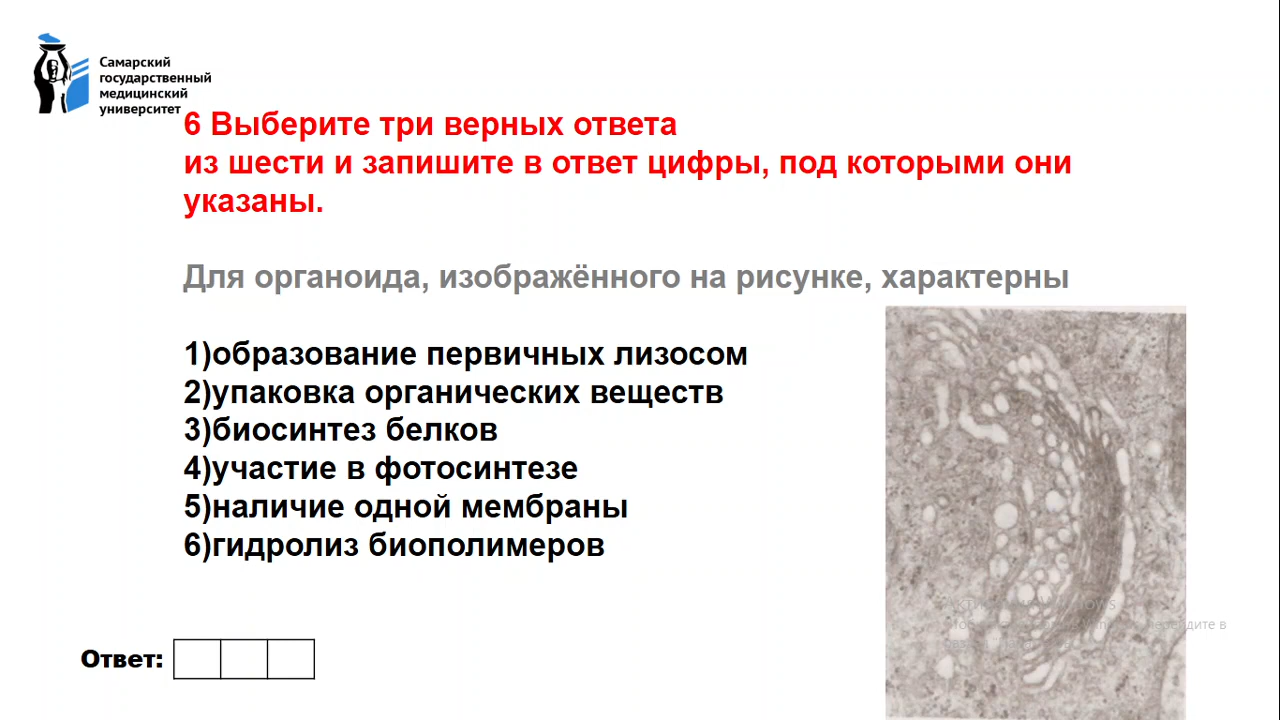 Самарский
государственный
медицинский
университет
6 Выберите три верных ответа
из шести и запишите в ответ цифры, под которыми они
указаны.
Для органоида, изображённого на рисунке, характерны
1)образование первичных лизосом
2)упаковка органических веществ
3)биосинтез белков
4)участие в фотосинтезе
5)наличие одной мембраны
6)гидролиз биополимеров
Ответ: